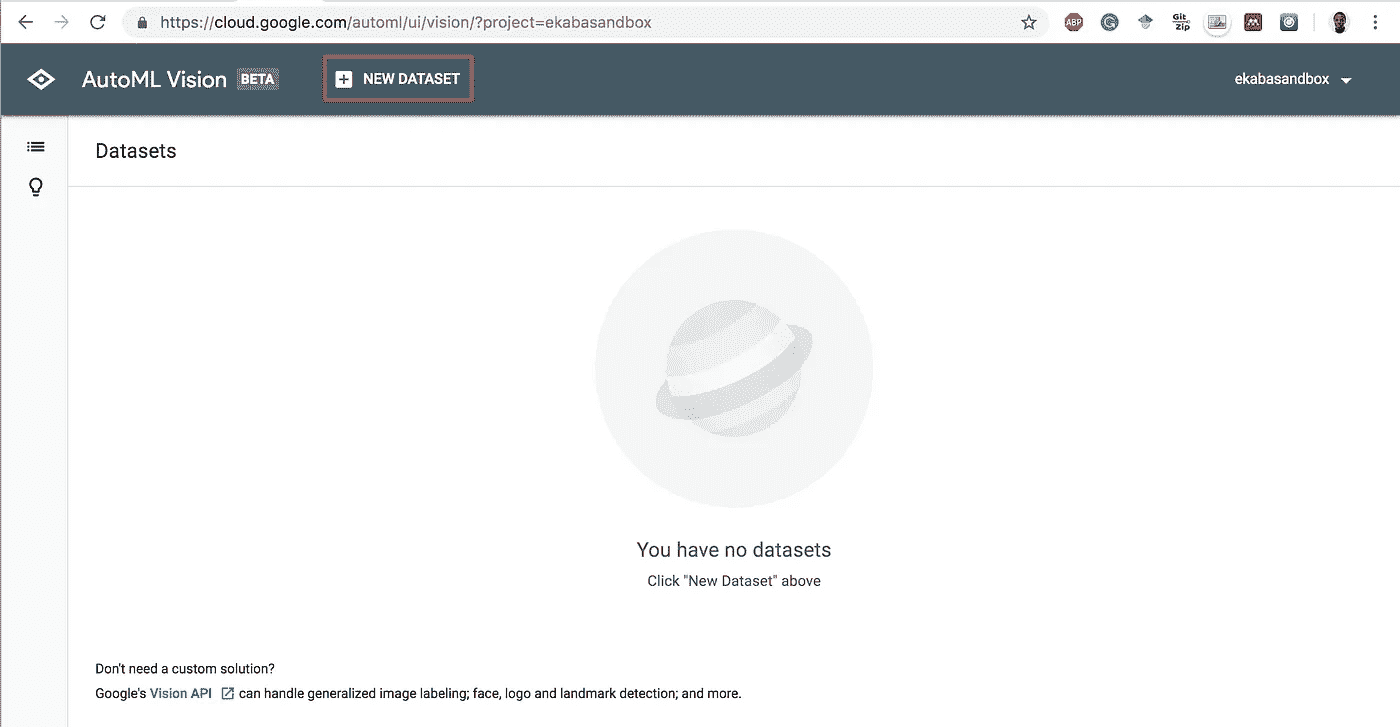 https://cloud.google.com/automl/ui/vision/?project=ekabasandbox
ABP
Git
Zip
AutoML Vision BETA
NEW DATASET
ekabasandbox
Datasets
You have no datasets
Click "New Dataset" above
Don't need a custom solution?
Google's Vision API can handle generalized image labeling; face, logo and landmark detection; and more.